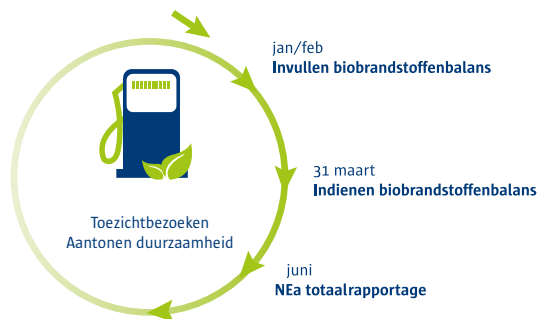 jan/feb
Invullen biobrandstoffenbalans
31 maart
Indienen biobrandstoffenbalans
Toezichtbezoeken
Aantonen duurzaamheid
juni
NEa totaalrapportage